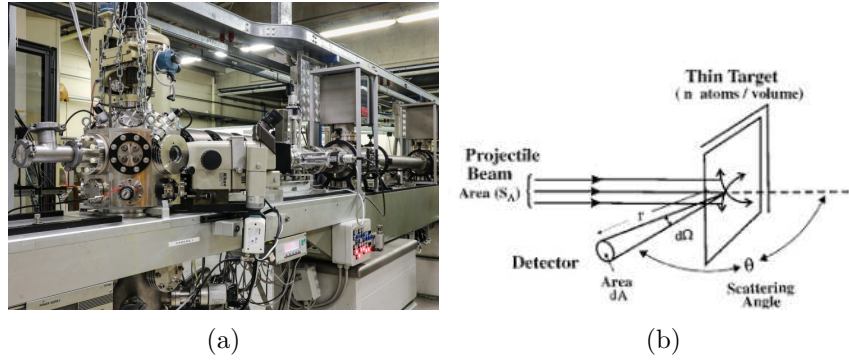 Thin Target
( n atoms / volume)
Projectile
Beam
Area (S_A)
r
dΩ
Detector
Area
dA
θ
Scattering
Angle
(a)
(b)